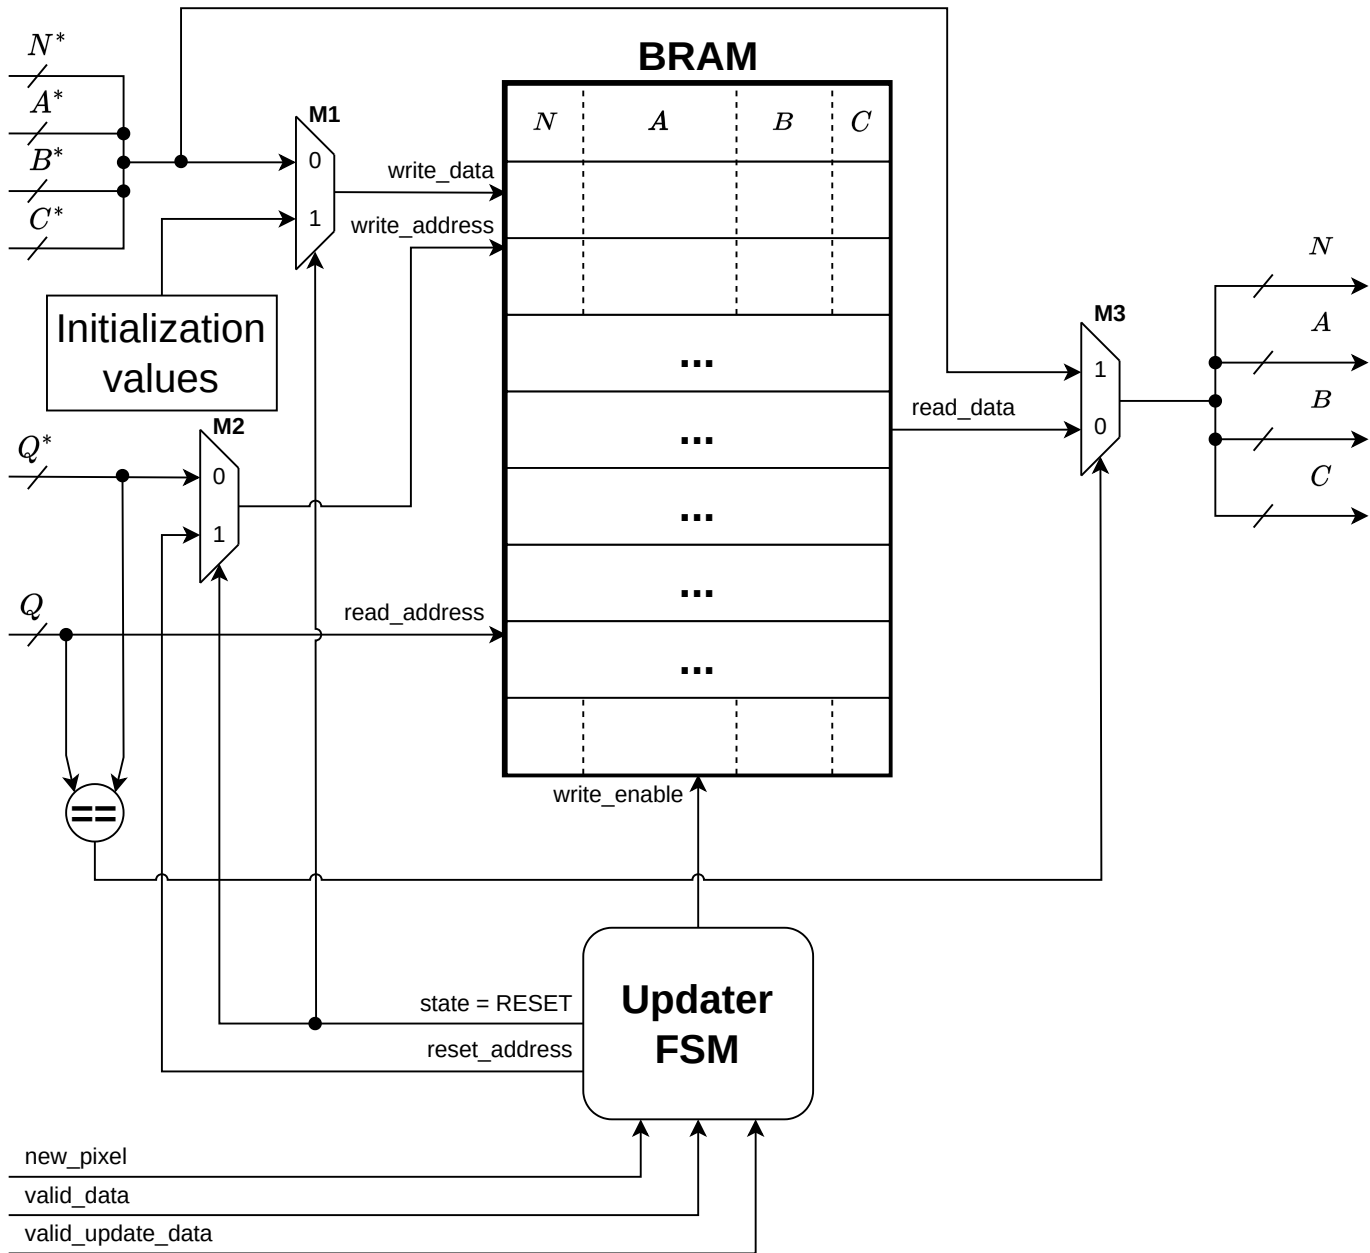 N*
A*
B*
C*
M1
0
1
Initialization
values
M2
Q*
0
1
Q
write_data
write_address
read_address
BRAM
N A B C
...
...
...
...
...
write_enable
read_data
M3
1
0
N
A
B
C
==
Updater
FSM
state = RESET
reset_address
new_pixel
valid_data
valid_update_data